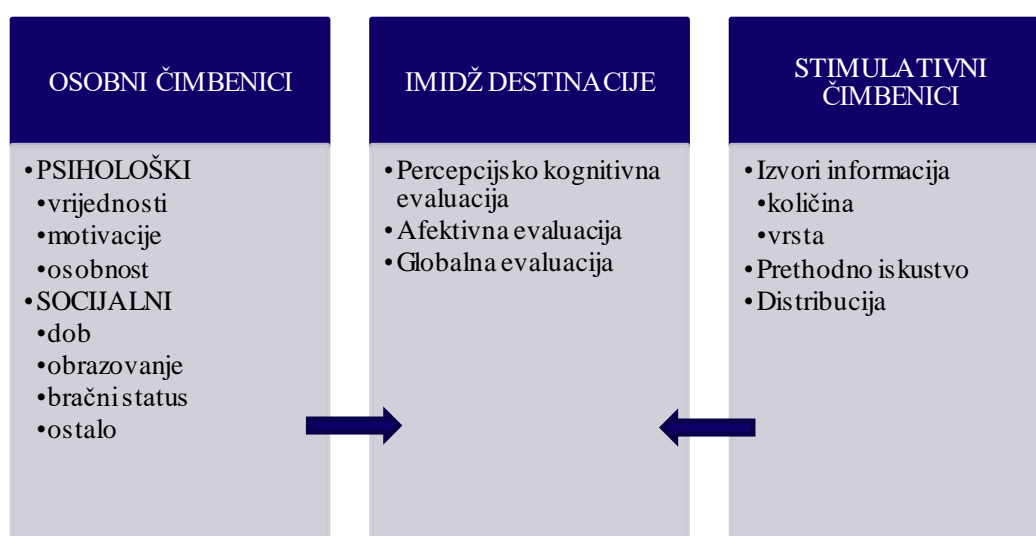 OSOBNI ČIMBENICI
•PSIHOLOŠKI
•vrijednosti
•motivacije
•osobnost
•SOCIJALNI
•dob
•obrazovanje
•bračni status
•ostalo
IMIDŽ DESTINACIJE
•Percepcijsko kognitivna
evaluacija
•Afektivna evaluacija
•Globalna evaluacija
STIMULATIVNI
ČIMBENICI
•Izvori informacija
•količina
•vrsta
•Prethodno iskustvo
•Distribucija